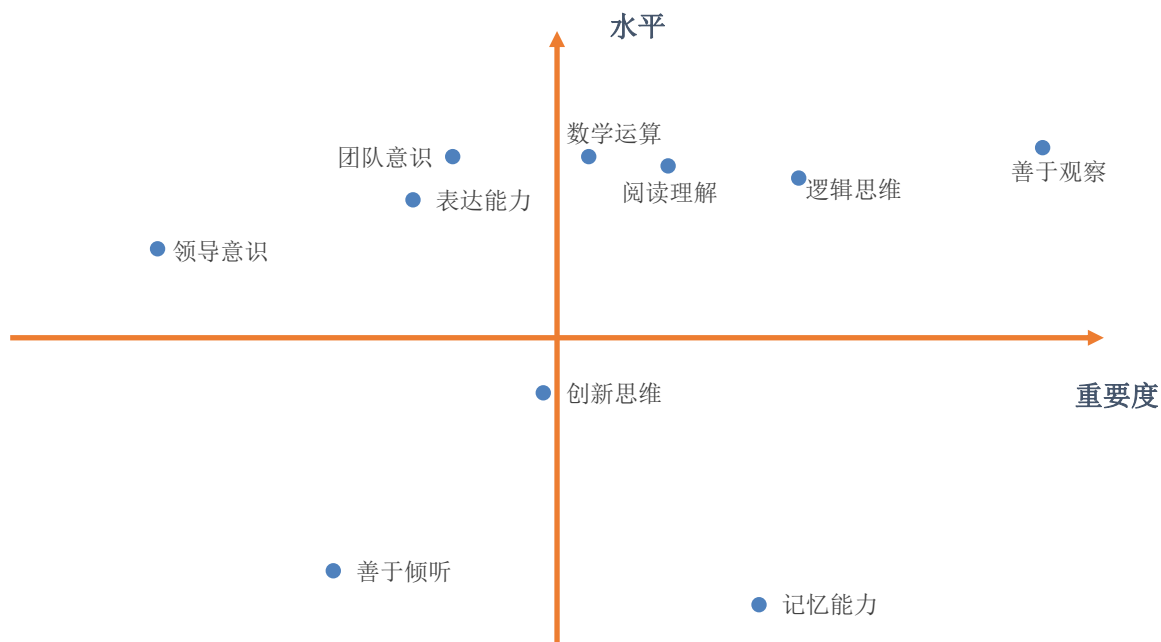 水平
数学运算
团队意识
阅读理解
逻辑思维
善于观察
表达能力
领导意识
创新思维
重要度
善于倾听
记忆能力